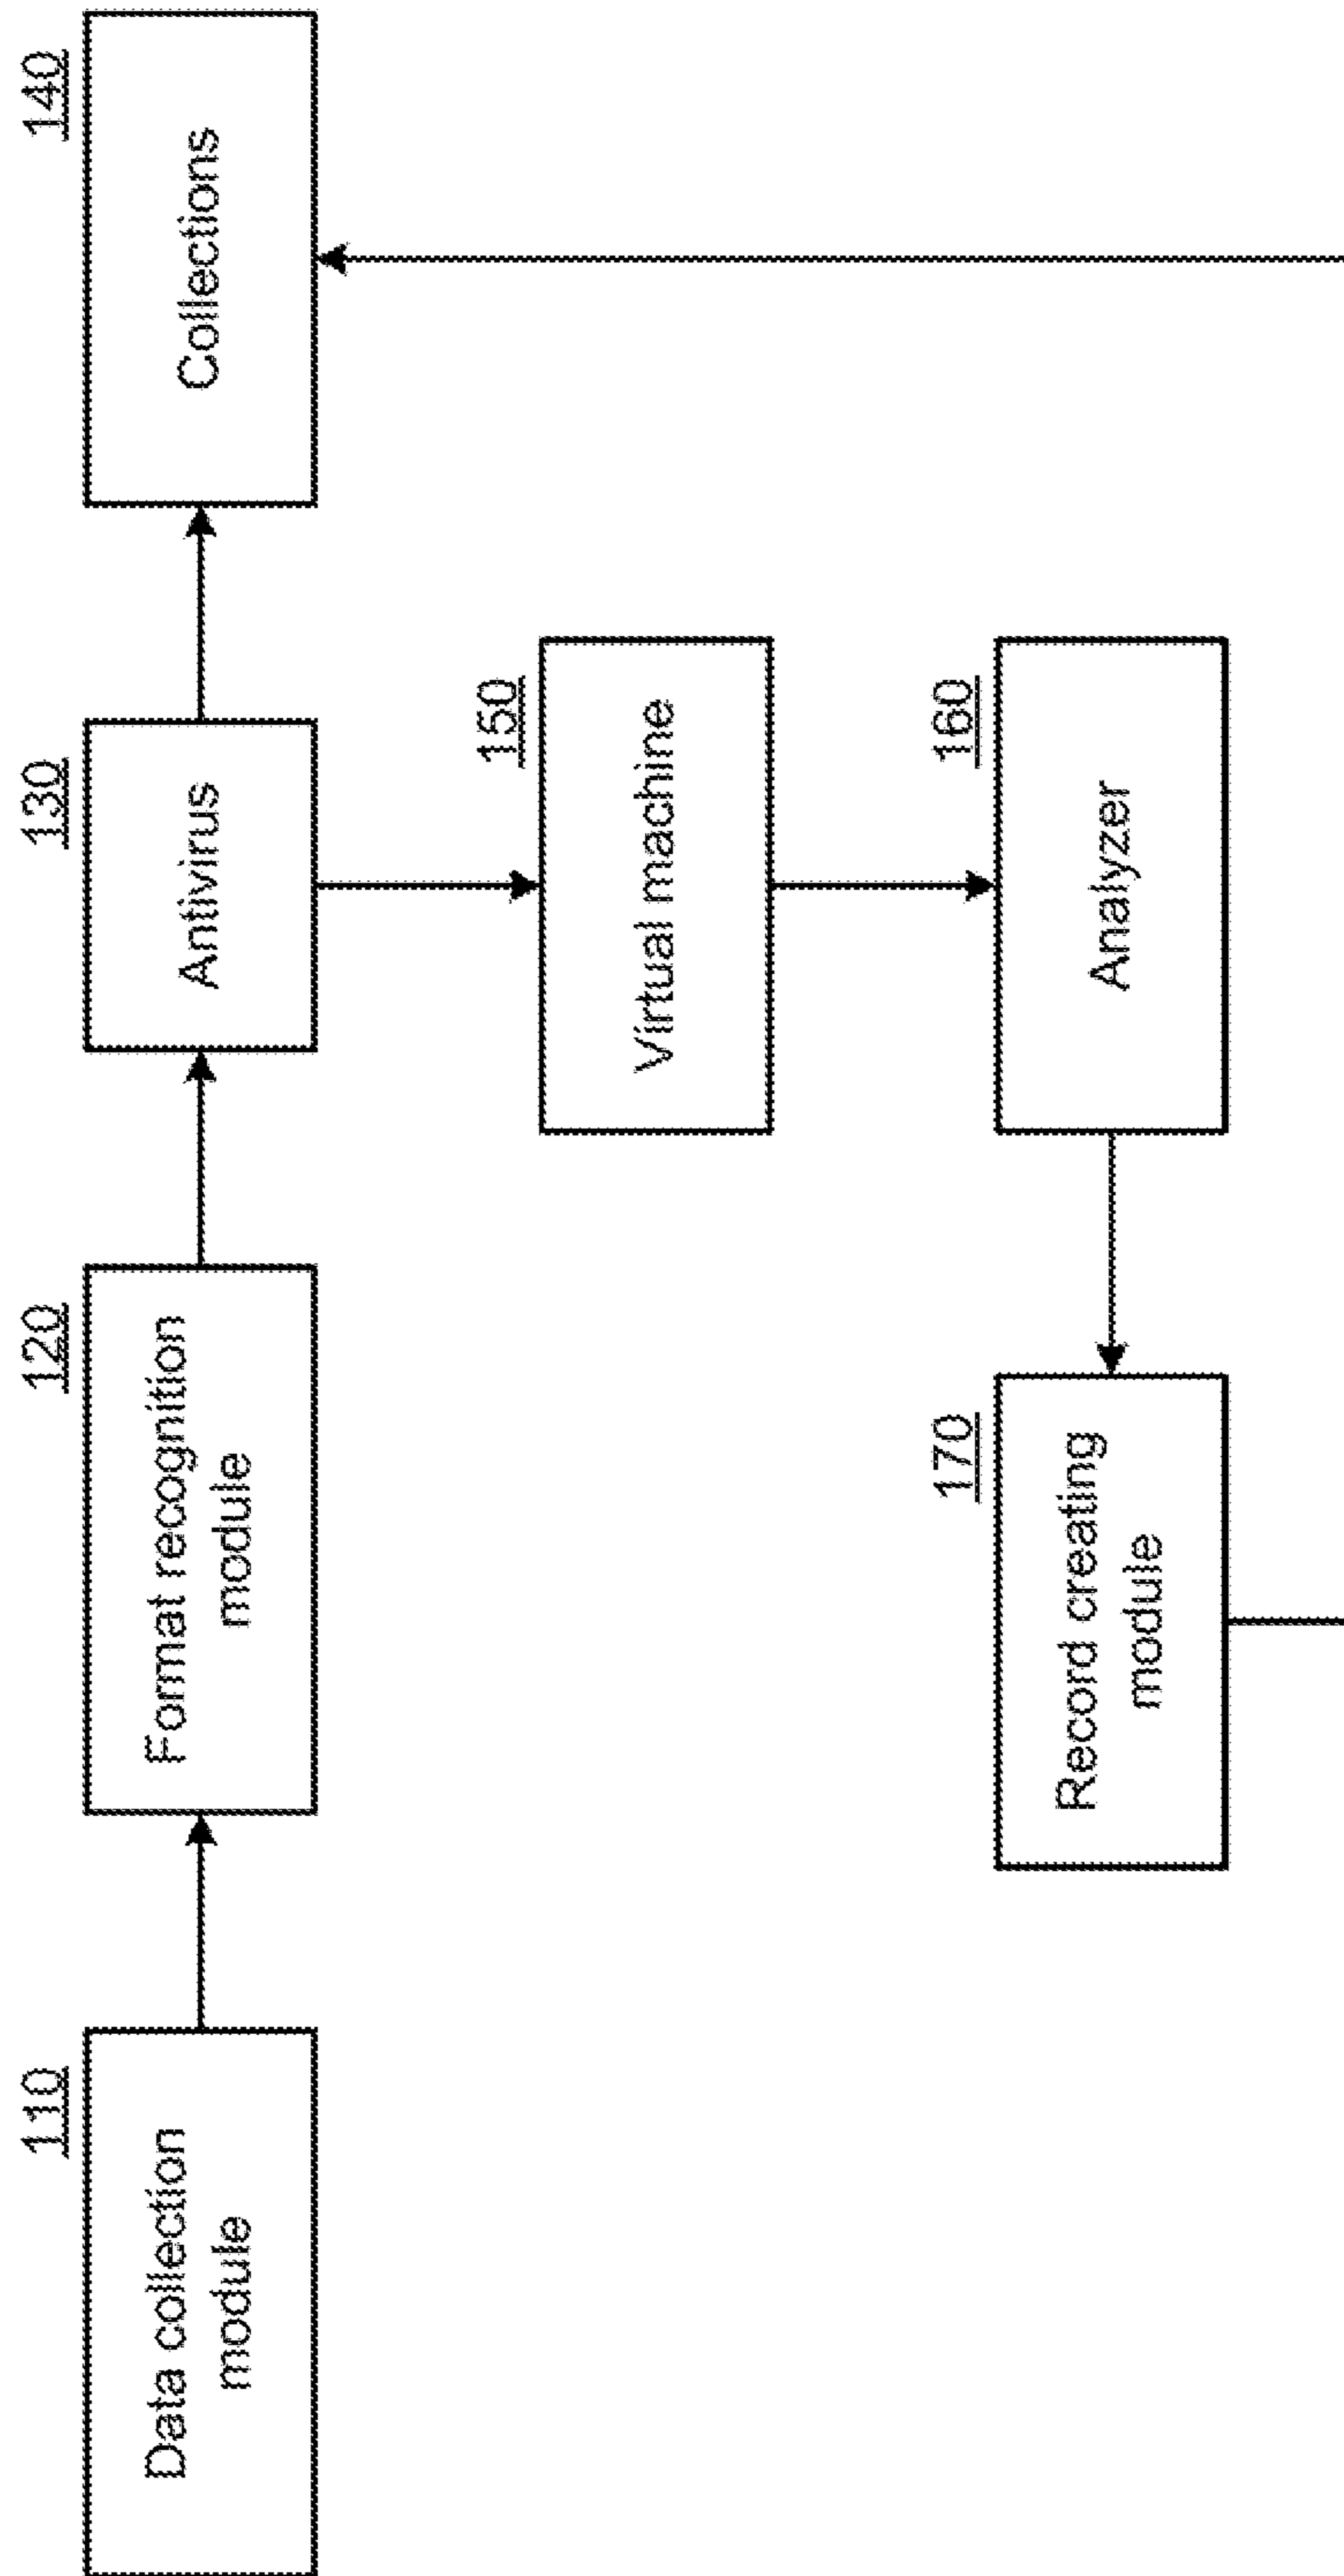 110
Data collection
module
120
Format recognition
module
130
Antivirus
140
Collections
150
Virtual machine
170
Record creating
module
160
Analyzer